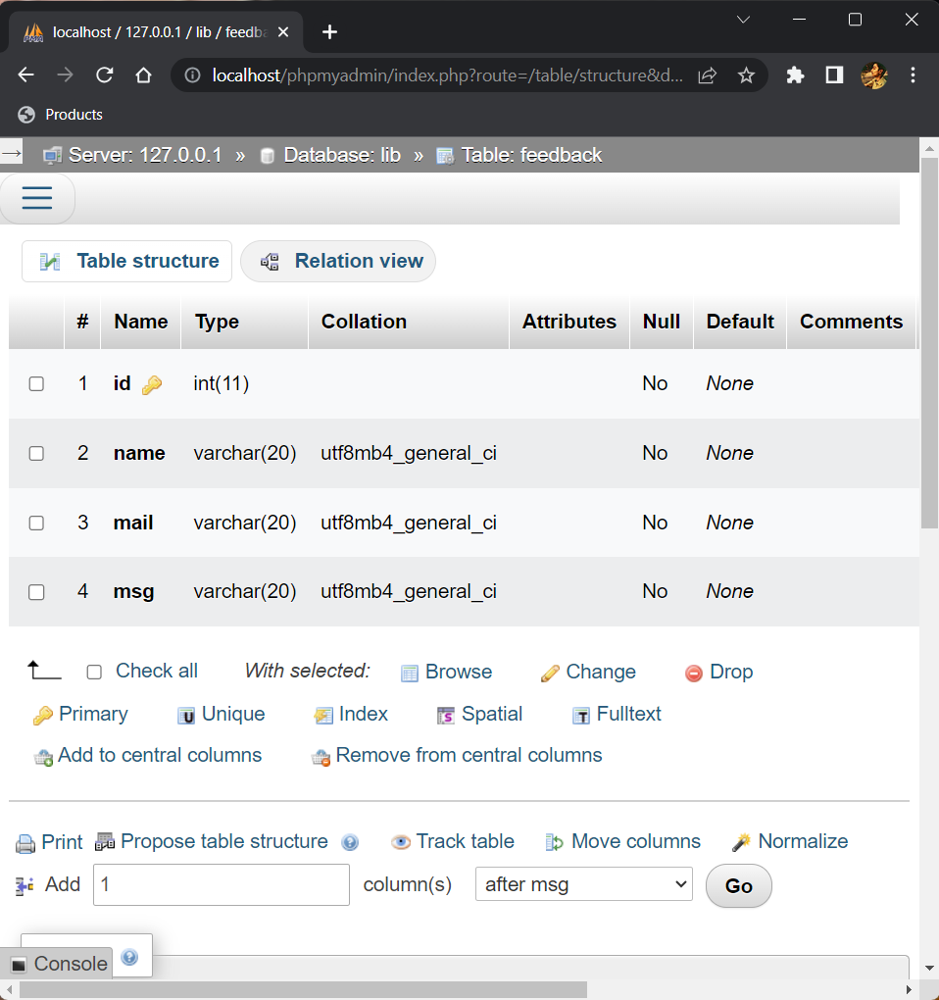 localhost / 127.0.0.1 / lib / feedba
localhost/phpmyadmin/index.php?route=/table/structure&d...
Products
Server: 127.0.0.1 » Database: lib » Table: feedback
Table structure Relation view
# Name Type Collation Attributes Null Default Comments
1 id int(11) No None
2 name varchar(20) utf8mb4_general_ci No None
3 mail varchar(20) utf8mb4_general_ci No None
4 msg varchar(20) utf8mb4_general_ci No None
Check all With selected: Browse Change Drop
Primary Unique Index Spatial Fulltext
Add to central columns Remove from central columns
Print Propose table structure Track table Move columns Normalize
Add 1 column(s) after msg Go
Console